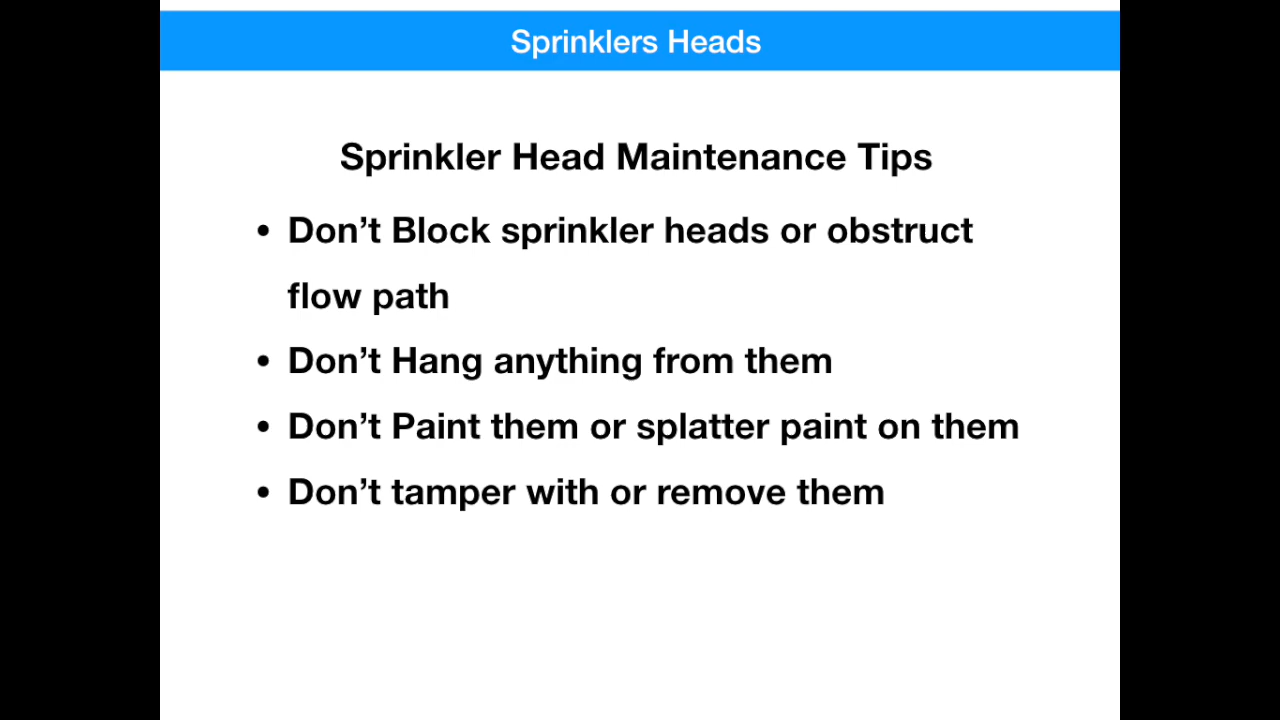 Sprinklers Heads
Sprinkler Head Maintenance Tips
• Don’t Block sprinkler heads or obstruct
flow path
• Don’t Hang anything from them
• Don’t Paint them or splatter paint on them
• Don’t tamper with or remove them